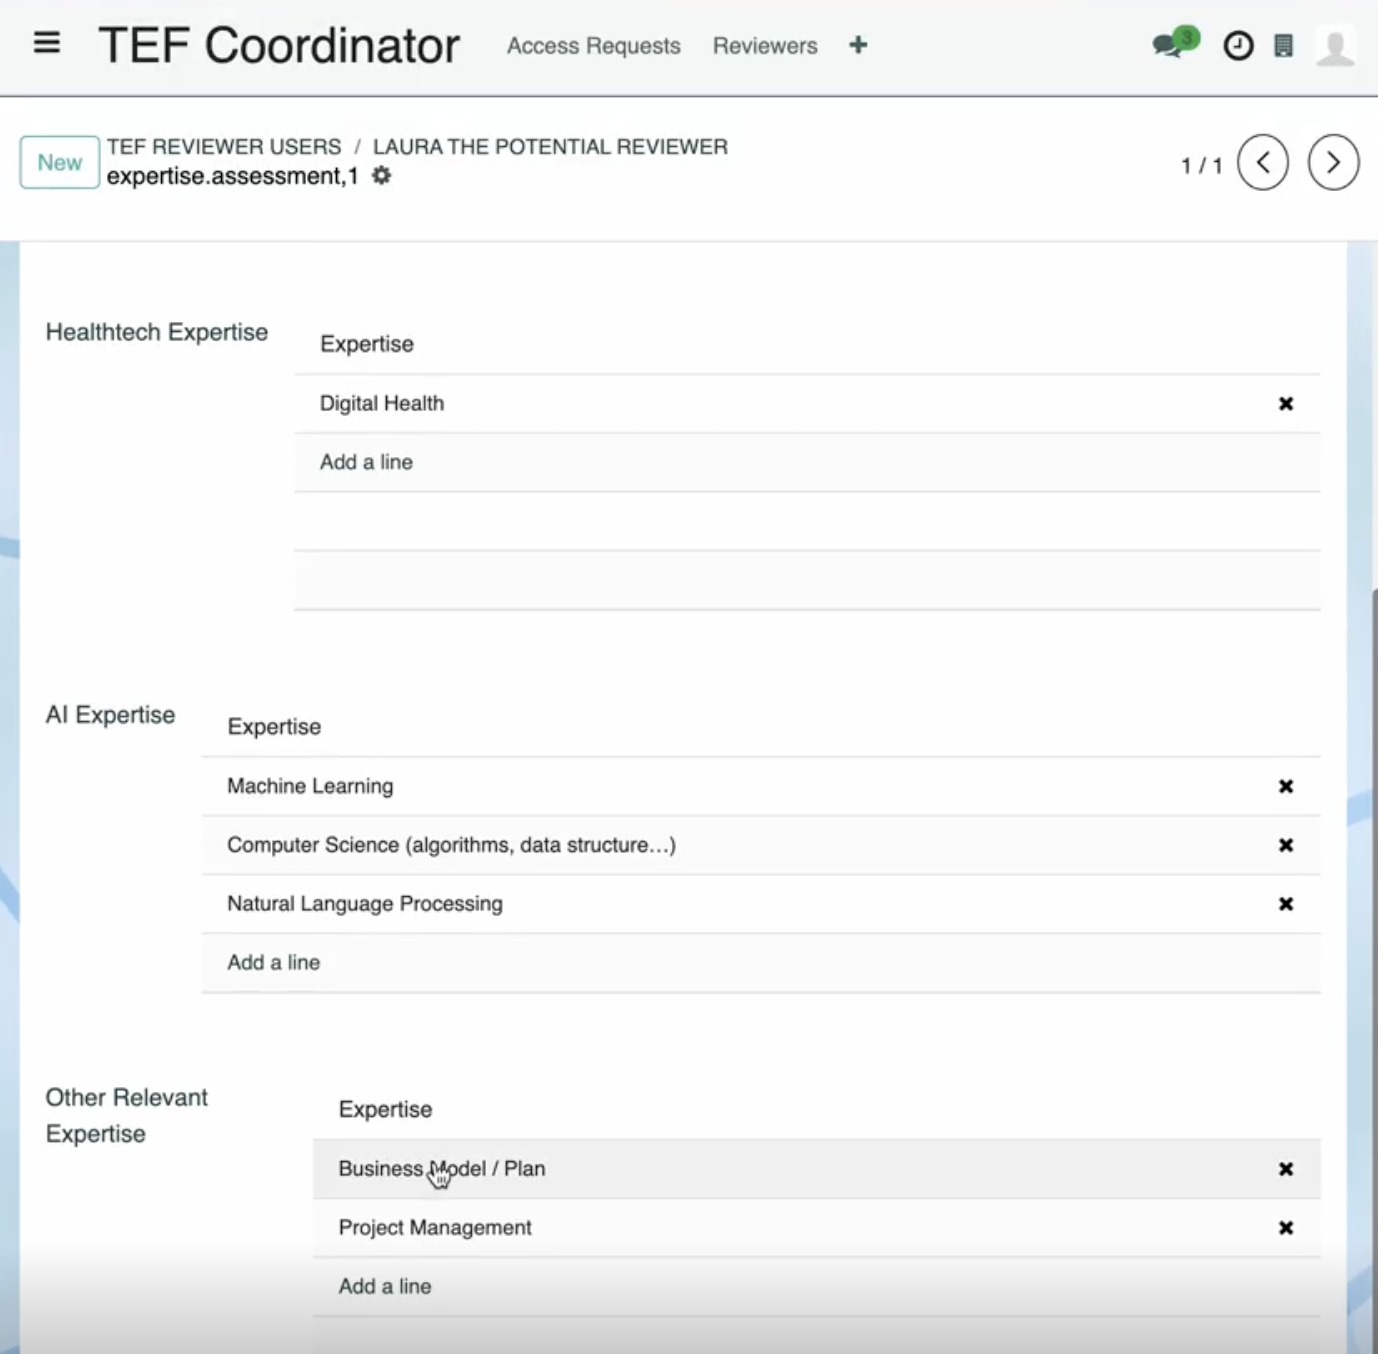 TEF Coordinator Access Requests Reviewers + 3
New
TEF REVIEWER USERS / LAURA THE POTENTIAL REVIEWER
expertise.assessment,1
1 / 1
Healthtech Expertise
Expertise
Digital Health
Add a line
AI Expertise
Expertise
Machine Learning
Computer Science (algorithms, data structure...)
Natural Language Processing
Add a line
Other Relevant
Expertise
Expertise
Business Model / Plan
Project Management
Add a line